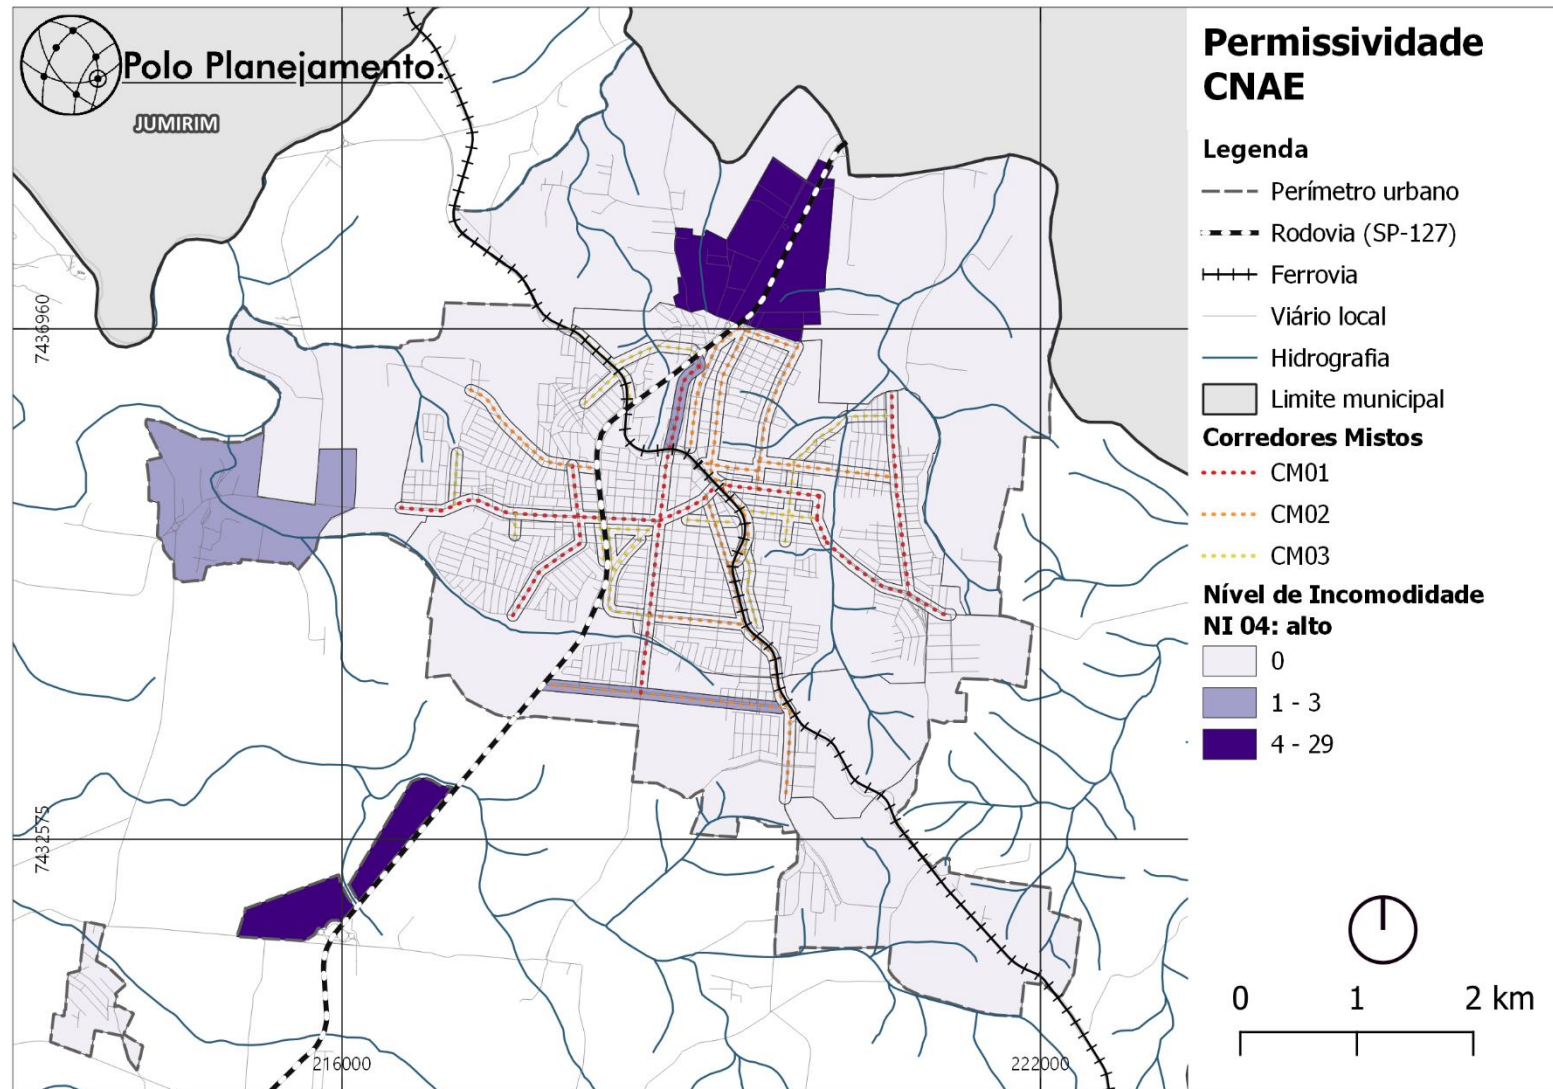 Polo Planejamento.
JUMIRIM
7436960
7432575
216000
222000
Permissividade
CNAE
Legenda
Perímetro urbano
Rodovia (SP-127)
Ferrovia
Viário local
Hidrografia
Limite municipal
Corredores Mistos
CM01
CM02
CM03
Nível de Incomodidade
NI 04: alto
0
1 - 3
4 - 29
0 1 2 km